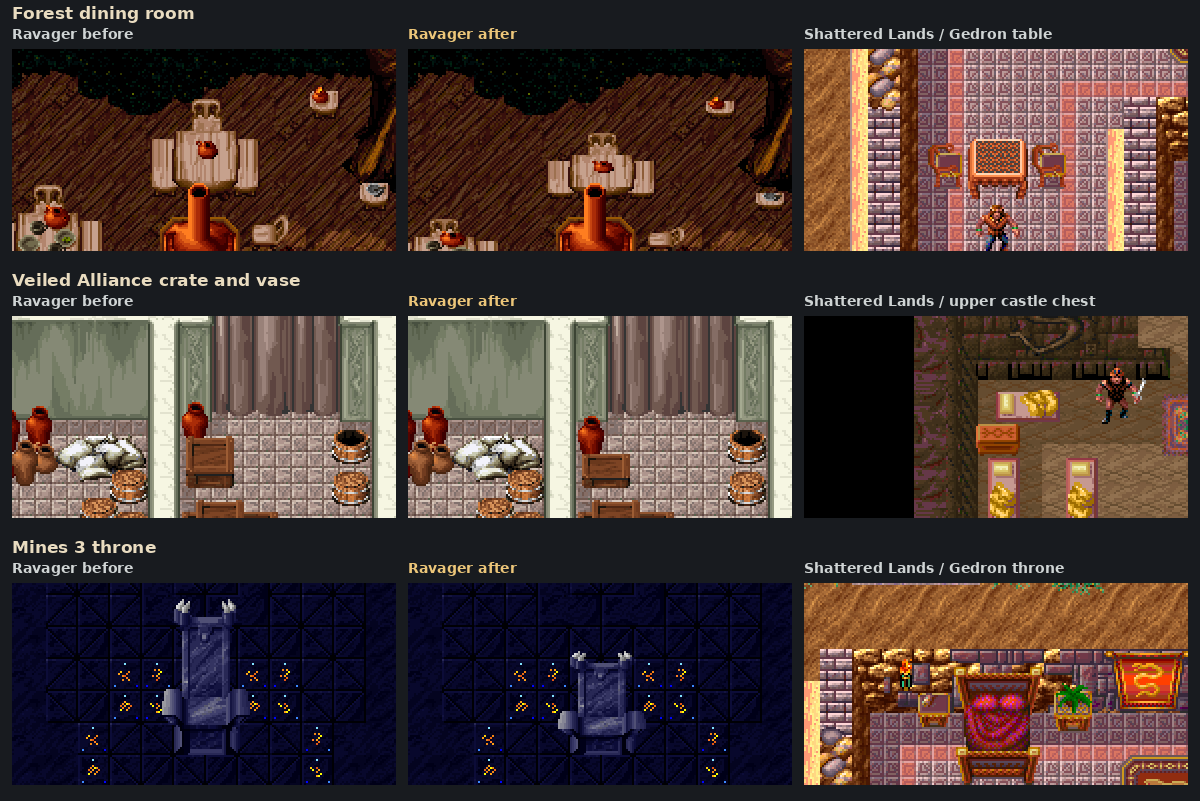 Forest dining room
Ravager before
Ravager after
Shattered Lands / Gedron table
Veiled Alliance crate and vase
Ravager before
Ravager after
Shattered Lands / upper castle chest
Mines 3 throne
Ravager before
Ravager after
Shattered Lands / Gedron throne